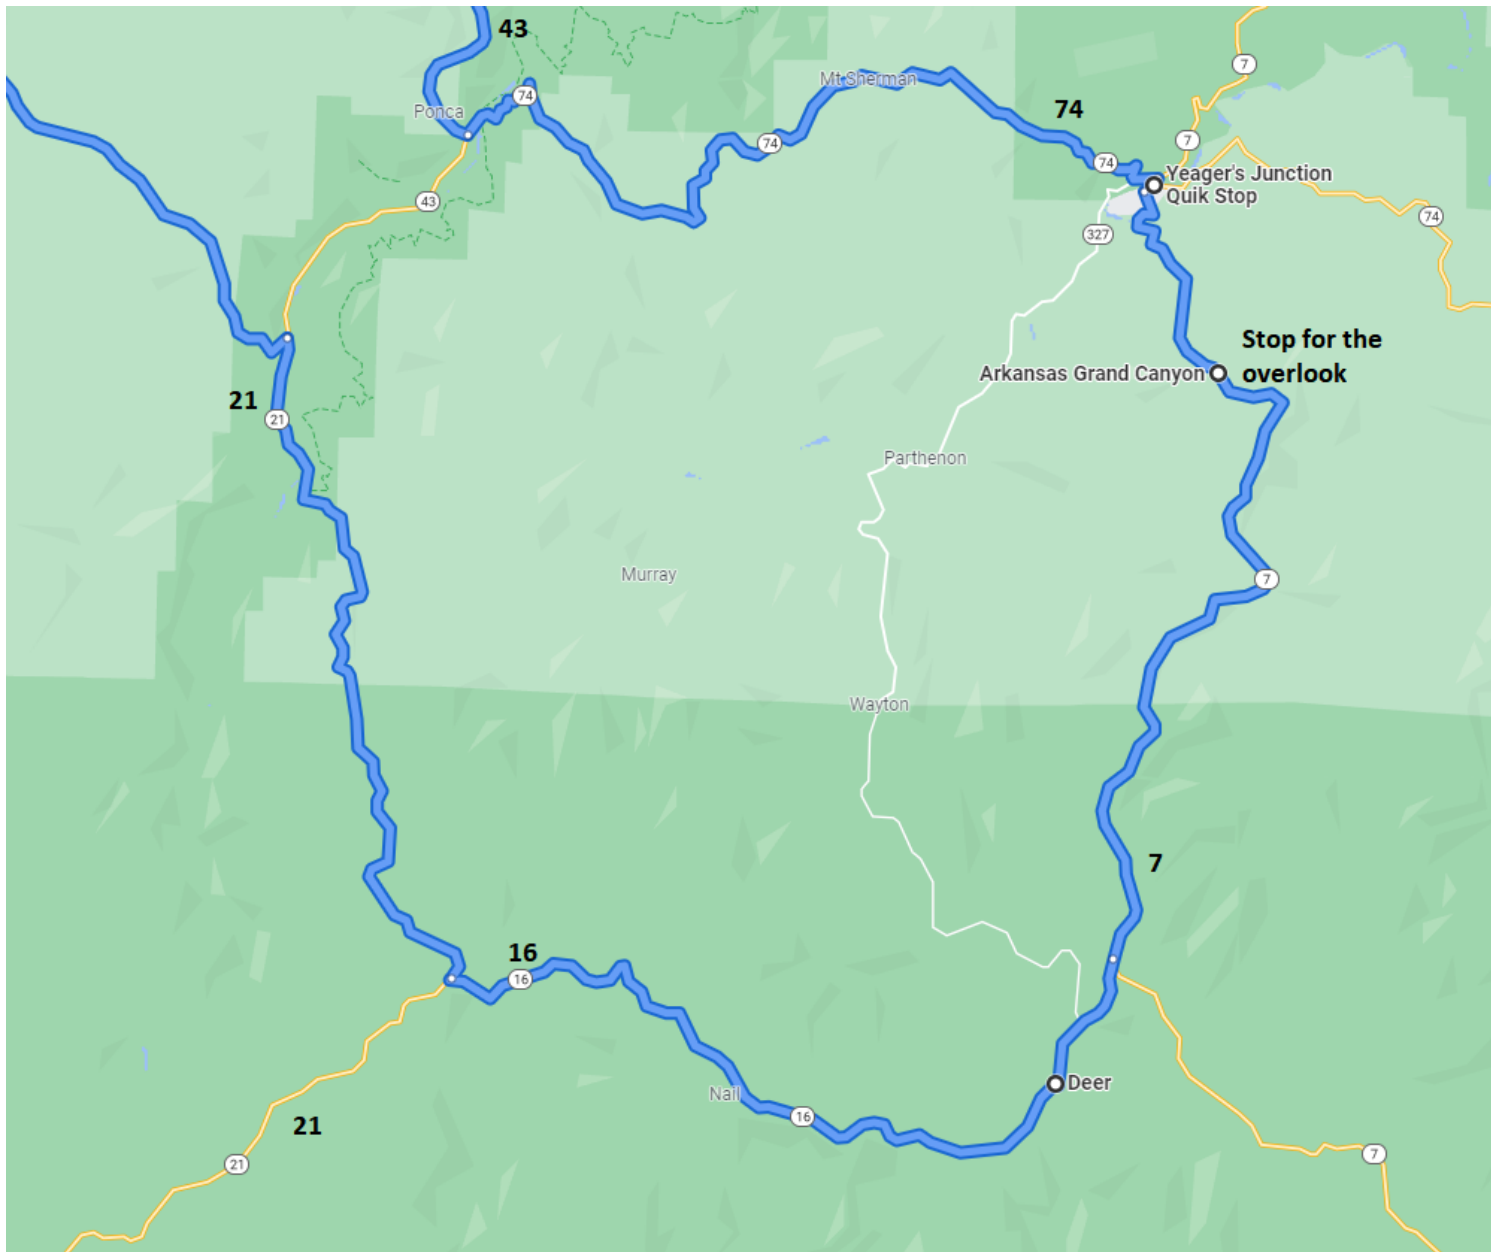 43
74
Ponca
Mt Sherman
7
74
74
7
74
Yeager's Junction
Quik Stop
43
74
327
Stop for the
overlook
Arkansas Grand Canyon
21
21
Parthenon
Murray
7
Wayton
7
16
16
Deer
Nail
16
21
7
21